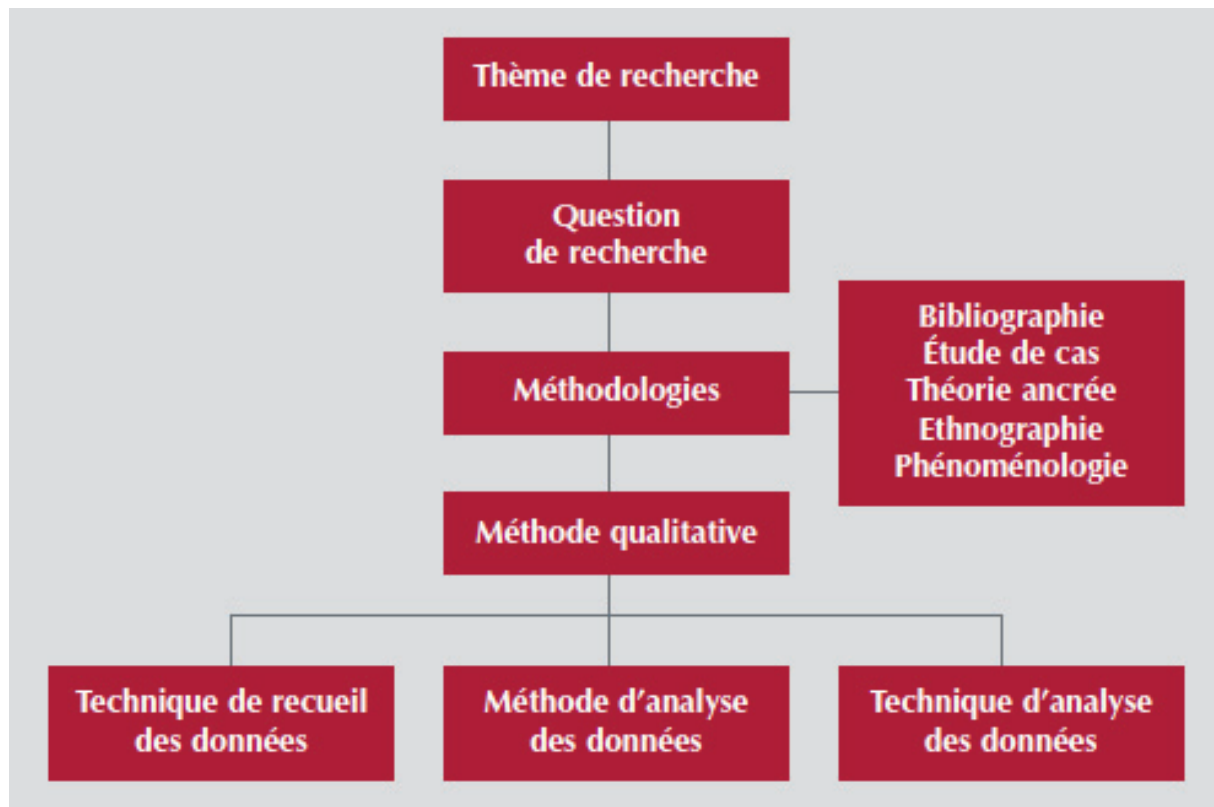 Thème de recherche
Question
de recherche
Méthodologies
Bibliographie
Étude de cas
Théorie ancrée
Ethnographie
Phénoménologie
Méthode qualitative
Technique de recueil
des données
Méthode d'analyse
des données
Technique d'analyse
des données